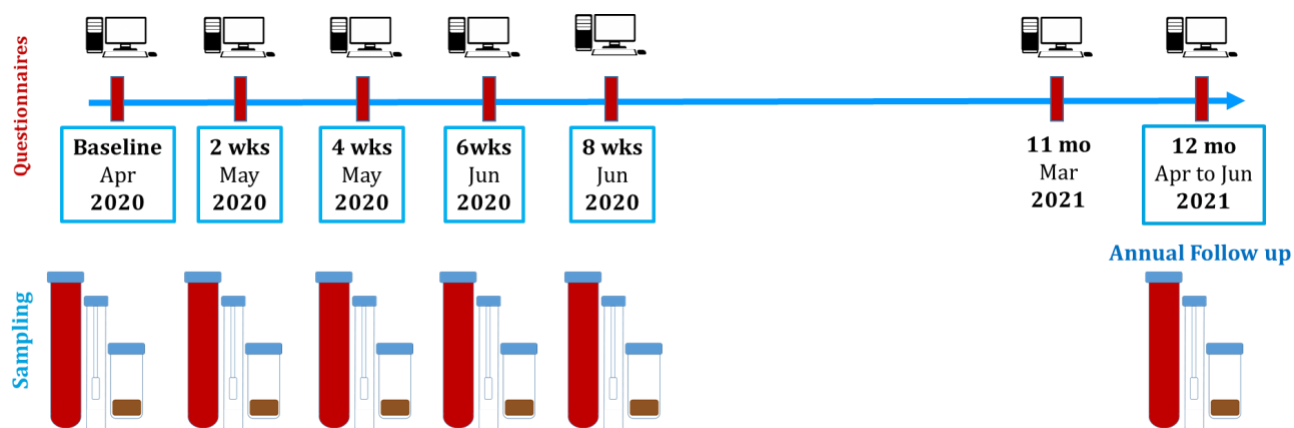 Questionnaires
Baseline
Apr
2020
2 wks
May
2020
4 wks
May
2020
6wks
Jun
2020
8 wks
Jun
2020
11 mo
Mar
2021
12 mo
Apr to Jun
2021
Annual Follow up
Sampling